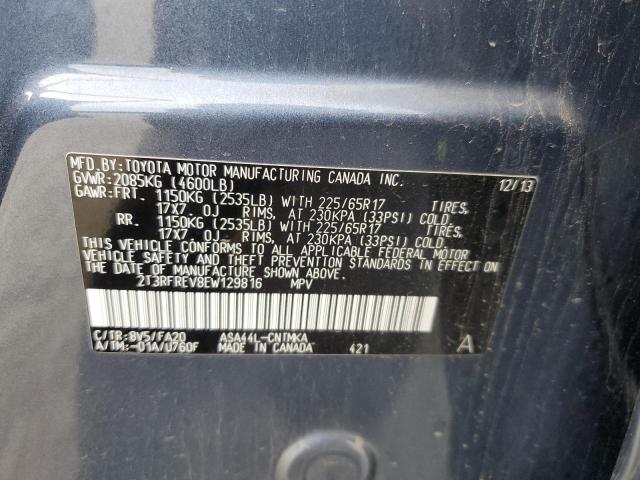 MFD.BY:TOYOTA MOTOR MANUFACTURING CANADA INC.
GVWR:2085KG (4600LB) 12/13
GAWR:FRT. 1150KG (2535LB) WITH 225/65R17 TIRES,
17X7. 0J RIMS, AT 230KPA (33PSI) COLD.
RR. 1150KG (2535LB) WITH 225/65R17 TIRES,
17X7. 0J RIMS, AT 230KPA (33PSI) COLD.
THIS VEHICLE CONFORMS TO ALL APPLICABLE FEDERAL MOTOR
VEHICLE SAFETY AND THEFT PREVENTION STANDARDS IN EFFECT
ON THE DATE OF MANUFACTURE SHOWN ABOVE.
2T3RFREV8EW129816 MPV
C/TR:8V5/FA20 ASA44L-CNTMKA
A/TM:-01A/U760F MADE IN CANADA 421 A